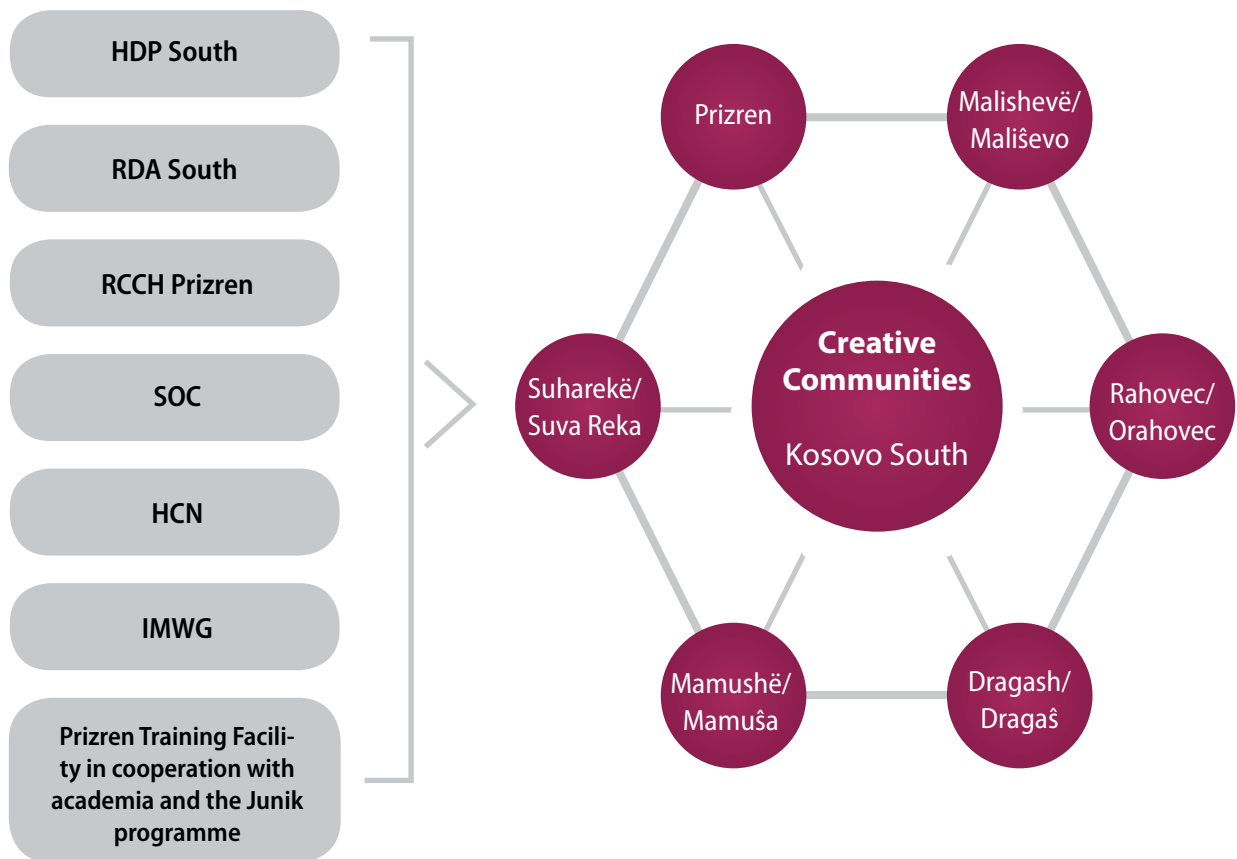 HDP South
RDA South
RCCH Prizren
SOC
HCN
IMWG
Prizren Training Facili-
ty in cooperation with
academia and the Junik
programme
Prizren
Malishevë/
Maliŝevo
Suharekë/
Suva Reka
Creative
Communities
Kosovo South
Rahovec/
Orahovec
Mamushë/
Mamuŝa
Dragash/
Dragaŝ